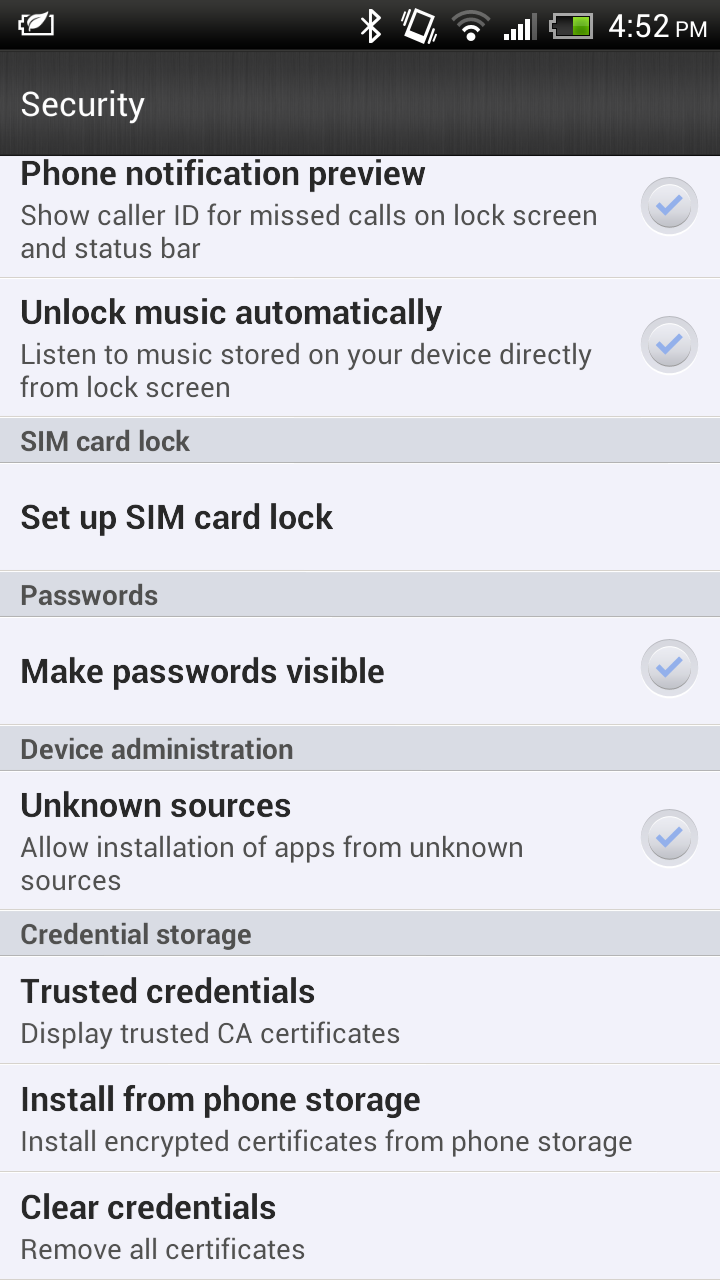 4:52 PM
Security
Phone notification preview
Show caller ID for missed calls on lock screen
and status bar
Unlock music automatically
Listen to music stored on your device directly
from lock screen
SIM card lock
Set up SIM card lock
Passwords
Make passwords visible
Device administration
Unknown sources
Allow installation of apps from unknown
sources
Credential storage
Trusted credentials
Display trusted CA certificates
Install from phone storage
Install encrypted certificates from phone storage
Clear credentials
Remove all certificates